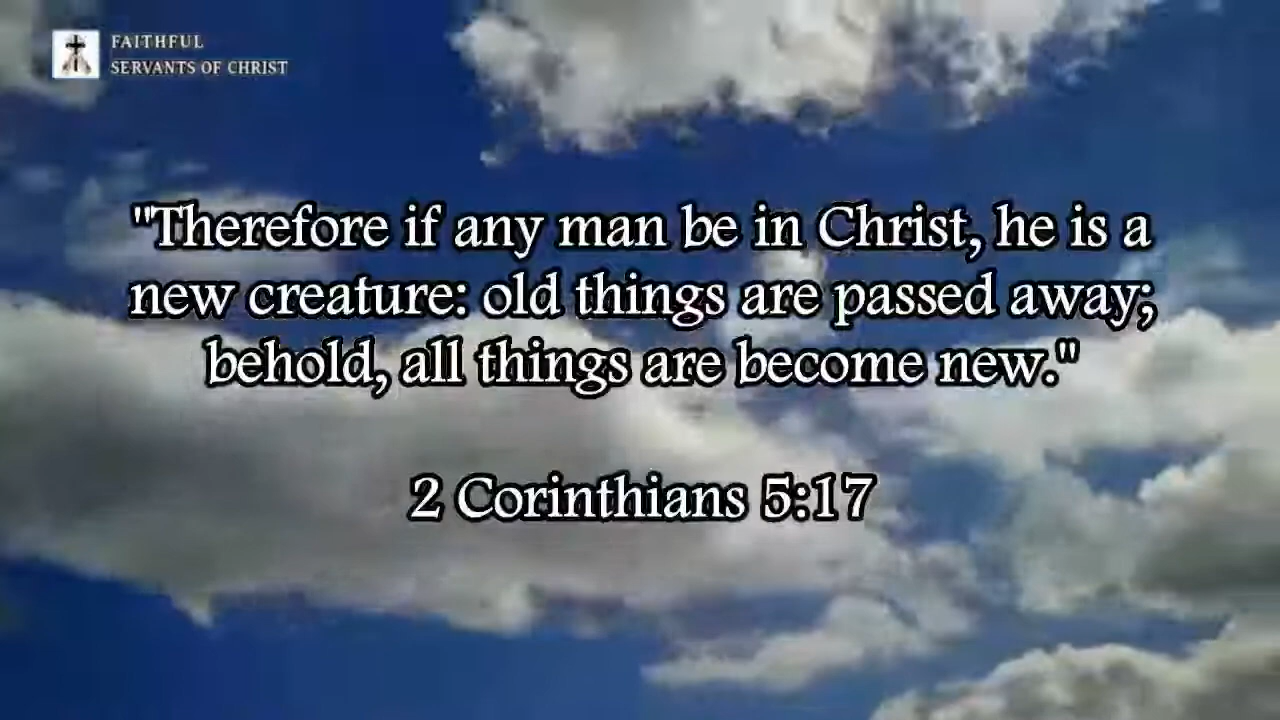 FAITHFUL
SERVANTS OF CHRIST
"Therefore if any man be in Christ, he is a
new creature: old things are passed away;
behold, all things are become new."
2 Corinthians 5:17